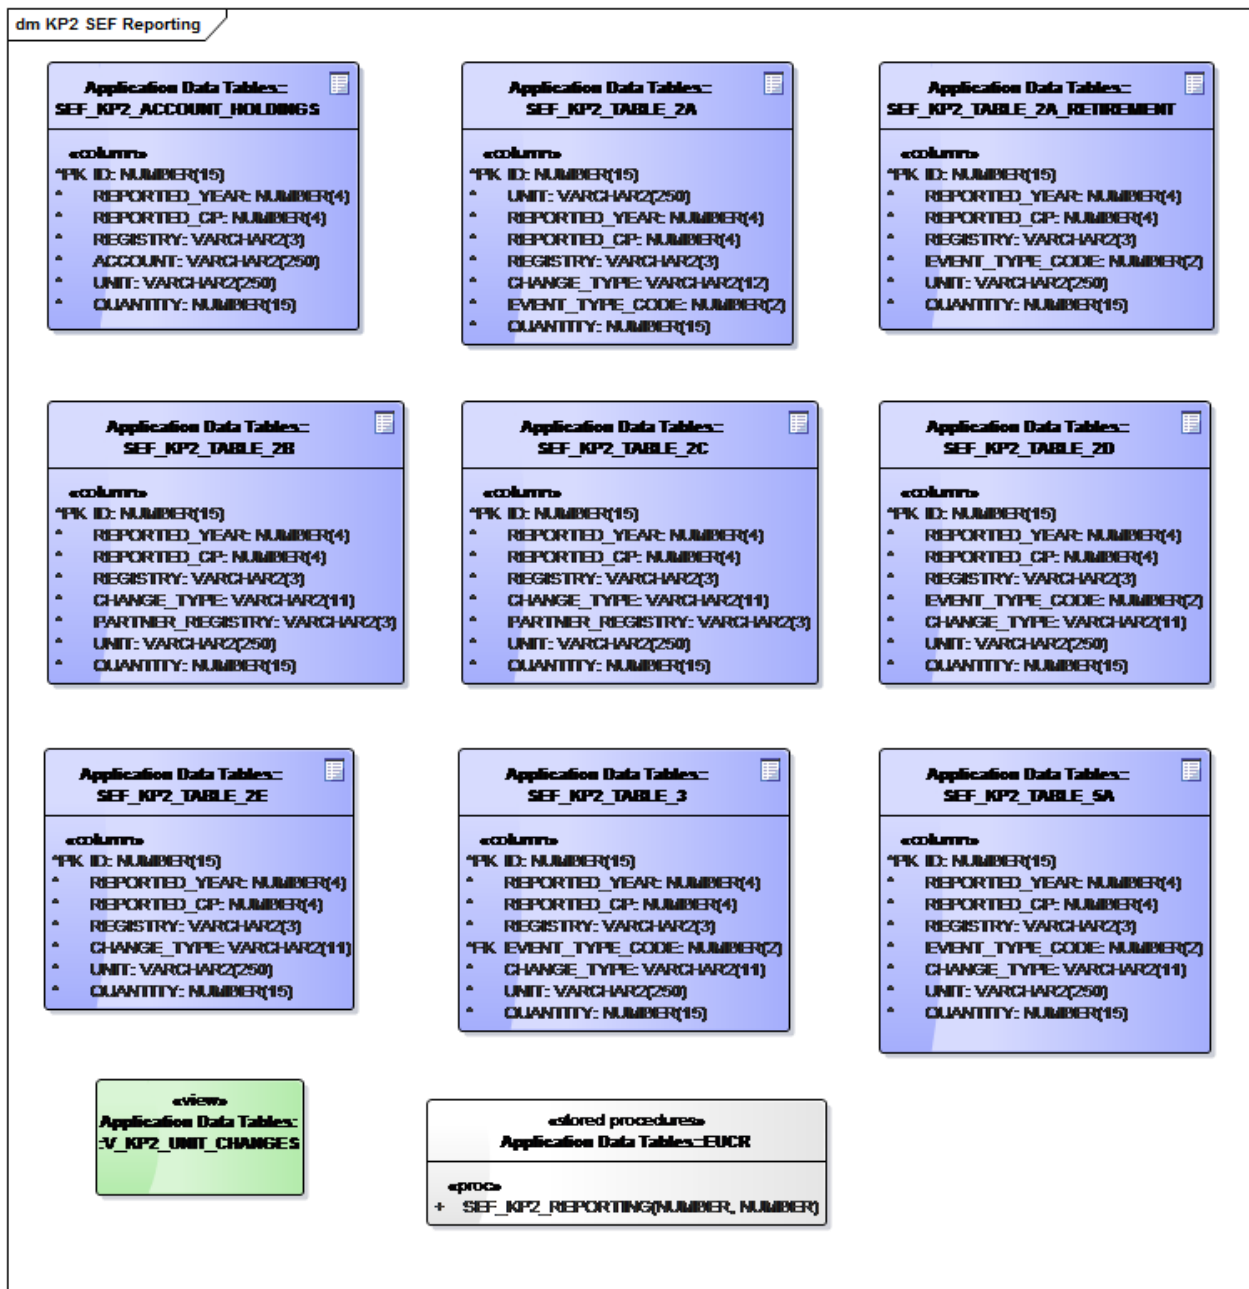 dm KP2 SEF Reporting
Application Data Tables::
SEF_KP2_ACCOUNT_HOLDINGS
«column»
*PK ID: NUMBER(15)
* REPORTED_YEAR: NUMBER(4)
* REPORTED_CP: NUMBER(4)
* REGISTRY: VARCHAR2(3)
* ACCOUNT: VARCHAR2(250)
* UNIT: VARCHAR2(250)
* QUANTITY: NUMBER(15)
Application Data Tables::
SEF_KP2_TABLE_2A
«column»
*PK ID: NUMBER(15)
* UNIT: VARCHAR2(250)
* REPORTED_YEAR: NUMBER(4)
* REPORTED_CP: NUMBER(4)
* REGISTRY: VARCHAR2(3)
* CHANGE_TYPE: VARCHAR2(12)
* EVENT_TYPE_CODE: NUMBER(2)
* QUANTITY: NUMBER(15)
Application Data Tables::
SEF_KP2_TABLE_2A_RETIREMENT
«column»
*PK ID: NUMBER(15)
* REPORTED_YEAR: NUMBER(4)
* REPORTED_CP: NUMBER(4)
* REGISTRY: VARCHAR2(3)
* EVENT_TYPE_CODE: NUMBER(2)
* UNIT: VARCHAR2(250)
* QUANTITY: NUMBER(15)
Application Data Tables::
SEF_KP2_TABLE_2B
«column»
*PK ID: NUMBER(15)
* REPORTED_YEAR: NUMBER(4)
* REPORTED_CP: NUMBER(4)
* REGISTRY: VARCHAR2(3)
* CHANGE_TYPE: VARCHAR2(11)
* PARTNER_REGISTRY: VARCHAR2(3)
* UNIT: VARCHAR2(250)
* QUANTITY: NUMBER(15)
Application Data Tables::
SEF_KP2_TABLE_2C
«column»
*PK ID: NUMBER(15)
* REPORTED_YEAR: NUMBER(4)
* REPORTED_CP: NUMBER(4)
* REGISTRY: VARCHAR2(3)
* CHANGE_TYPE: VARCHAR2(11)
* PARTNER_REGISTRY: VARCHAR2(3)
* UNIT: VARCHAR2(250)
* QUANTITY: NUMBER(15)
Application Data Tables::
SEF_KP2_TABLE_2D
«column»
*PK ID: NUMBER(15)
* REPORTED_YEAR: NUMBER(4)
* REPORTED_CP: NUMBER(4)
* REGISTRY: VARCHAR2(3)
* EVENT_TYPE_CODE: NUMBER(2)
* CHANGE_TYPE: VARCHAR2(11)
* UNIT: VARCHAR2(250)
* QUANTITY: NUMBER(15)
Application Data Tables::
SEF_KP2_TABLE_2E
«column»
*PK ID: NUMBER(15)
* REPORTED_YEAR: NUMBER(4)
* REPORTED_CP: NUMBER(4)
* REGISTRY: VARCHAR2(3)
* CHANGE_TYPE: VARCHAR2(11)
* UNIT: VARCHAR2(250)
* QUANTITY: NUMBER(15)
Application Data Tables::
SEF_KP2_TABLE_3
«column»
*PK ID: NUMBER(15)
* REPORTED_YEAR: NUMBER(4)
* REPORTED_CP: NUMBER(4)
* REGISTRY: VARCHAR2(3)
*FK EVENT_TYPE_CODE: NUMBER(2)
* CHANGE_TYPE: VARCHAR2(11)
* UNIT: VARCHAR2(250)
* QUANTITY: NUMBER(15)
Application Data Tables::
SEF_KP2_TABLE_5A
«column»
*PK ID: NUMBER(15)
* REPORTED_YEAR: NUMBER(4)
* REPORTED_CP: NUMBER(4)
* REGISTRY: VARCHAR2(3)
* EVENT_TYPE_CODE: NUMBER(2)
* CHANGE_TYPE: VARCHAR2(11)
* UNIT: VARCHAR2(250)
* QUANTITY: NUMBER(15)
«view»
Application Data Tables:
:V_KP2_UNIT_CHANGES
«stored procedures»
Application Data Tables::EUCR
«proc»
+ SEF_KP2_REPORTING(NUMBER, NUMBER)